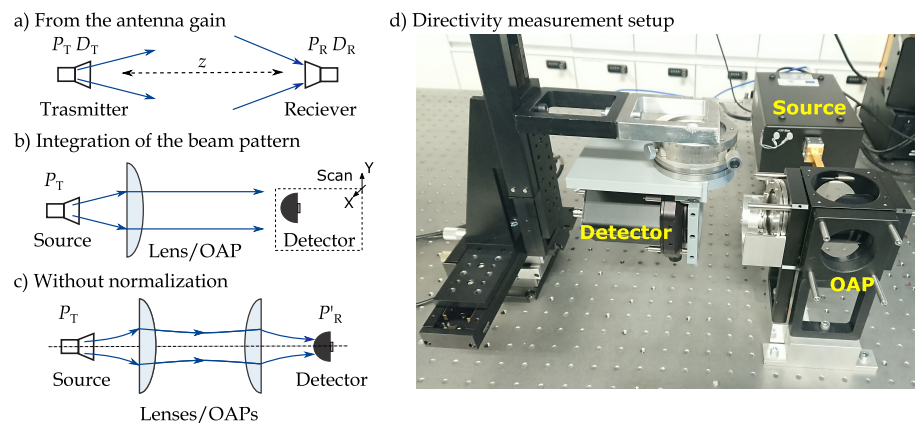 a) From the antenna gain
P_T D_T
z
P_R D_R
Trasmitter
Reciever
b) Integration of the beam pattern
P_T
Scan
Y
X
Source
Lens/OAP
Detector
c) Without normalization
P_T
P'_R
Source
Detector
Lenses/OAPs
d) Directivity measurement setup
Source
Detector
OAP